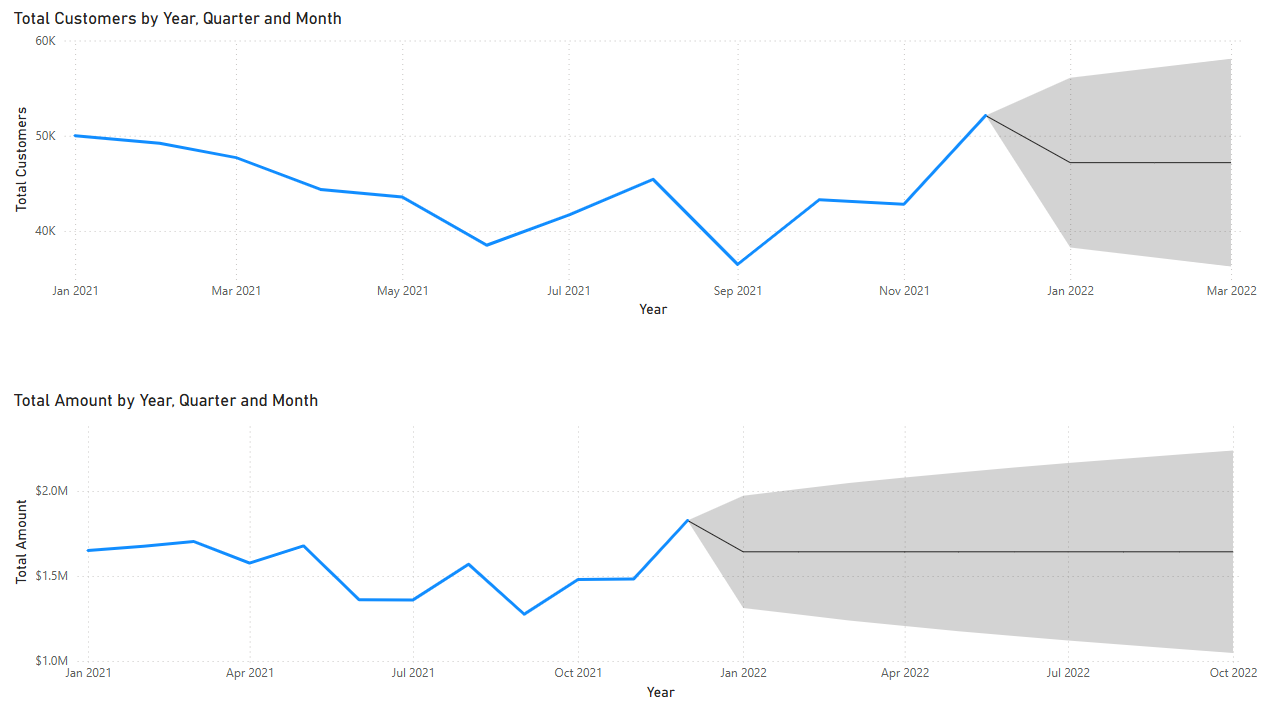 Total Customers by Year, Quarter and Month
60K
50K
40K
Total Customers
Jan 2021 Mar 2021 May 2021 Jul 2021 Sep 2021 Nov 2021 Jan 2022 Mar 2022
Year
Total Amount by Year, Quarter and Month
$2.0M
$1.5M
$1.0M
Total Amount
Jan 2021 Apr 2021 Jul 2021 Oct 2021 Jan 2022 Apr 2022 Jul 2022 Oct 2022
Year